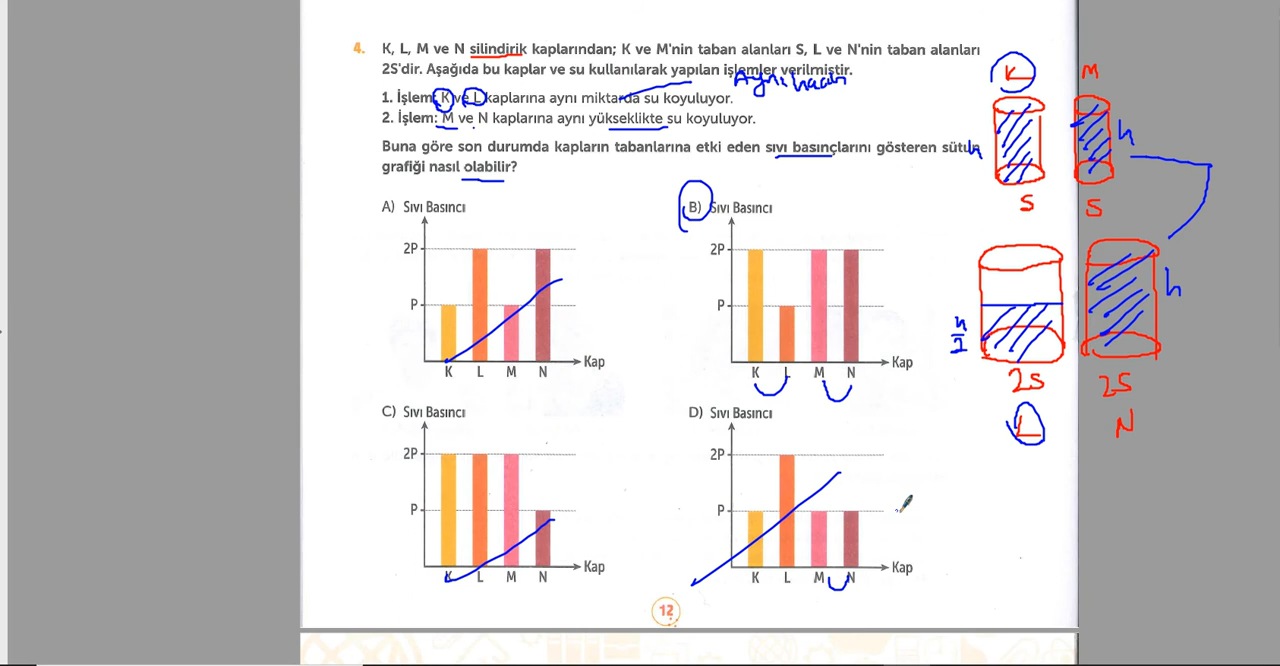 4. K, L, M ve N silindirik kaplarından; K ve M'nin taban alanları S, L ve N'nin taban alanları
2S'dir. Aşağıda bu kaplar ve su kullanılarak yapılan işlemler verilmiştir.
Aynı hacim
1. İşlem: K ve L kaplarına aynı miktarda su koyuluyor.
2. İşlem: M ve N kaplarına aynı yükseklikte su koyuluyor.
Buna göre son durumda kapların tabanlarına etki eden sıvı basınçlarını gösteren sütun
grafiği nasıl olabilir?
A) Sıvı Basıncı
2P
P
K L M N
Kap
B) Sıvı Basıncı
2P
P
K L M N
Kap
C) Sıvı Basıncı
2P
P
K L M N
Kap
D) Sıvı Basıncı
2P
P
K L M N
Kap
K M
h h
S S
h/2 h
2S 2S
L N
12